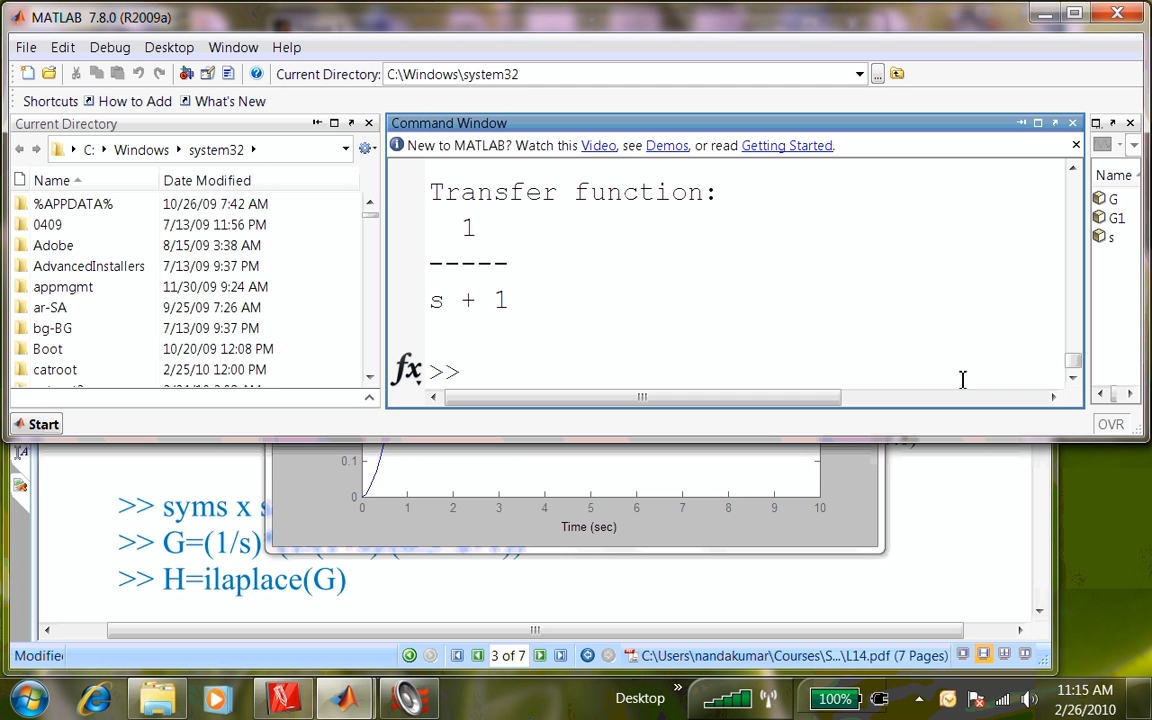 MATLAB 7.8.0 (R2009a)
File Edit Debug Desktop Window Help
Current Directory: C:\Windows\system32 ...
Shortcuts How to Add What's New
Current Directory
C: Windows system32
Name Date Modified
%APPDATA% 10/26/09 7:42 AM
0409 7/13/09 11:56 PM
Adobe 8/15/09 3:38 AM
AdvancedInstallers 7/13/09 9:37 PM
appmgmt 11/30/09 9:24 AM
ar-SA 9/25/09 7:26 AM
bg-BG 7/13/09 9:37 PM
Boot 10/20/09 12:08 PM
catroot 2/25/10 12:00 PM
Start
Command Window
New to MATLAB? Watch this Video, see Demos, or read Getting Started.
Transfer function:
1
-----
s + 1
fx >>
Name
G
G1
s
OVR
0.1
0
0 1 2 3 4 5 6 7 8 9 10
Time (sec)
>> syms x
>> G=(1/s)
>> H=ilaplace(G)
Modified
3 of 7
C:\Users\nandakumar\Courses\S...\L14.pdf (7 Pages)
Desktop »
100%
11:15 AM
2/26/2010